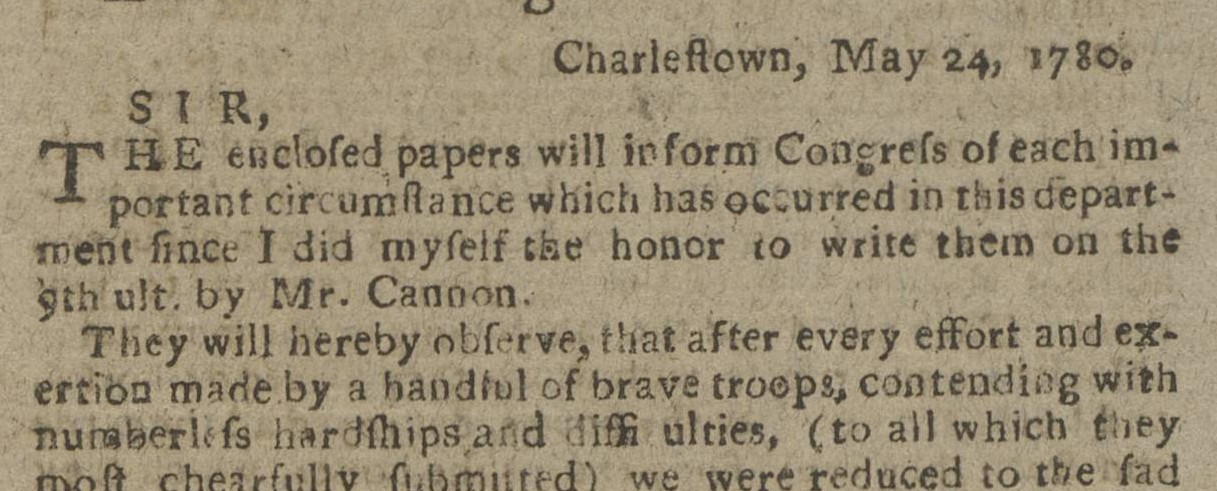 Charleſtown, May 24, 1780.
S I R,
THE encloſed papers will inform Congreſs of each im-
portant circumſtance which has occurred in this depart-
ment ſince I did myſelf the honor to write them on the
9th ult. by Mr. Cannon.
They will hereby obſerve, that after every effort and ex-
ertion made by a handful of brave troops, contending with
numberleſs hardſhips and diffi ulties, (to all which they
moſt chearfully ſubmitted) we were reduced to the ſad